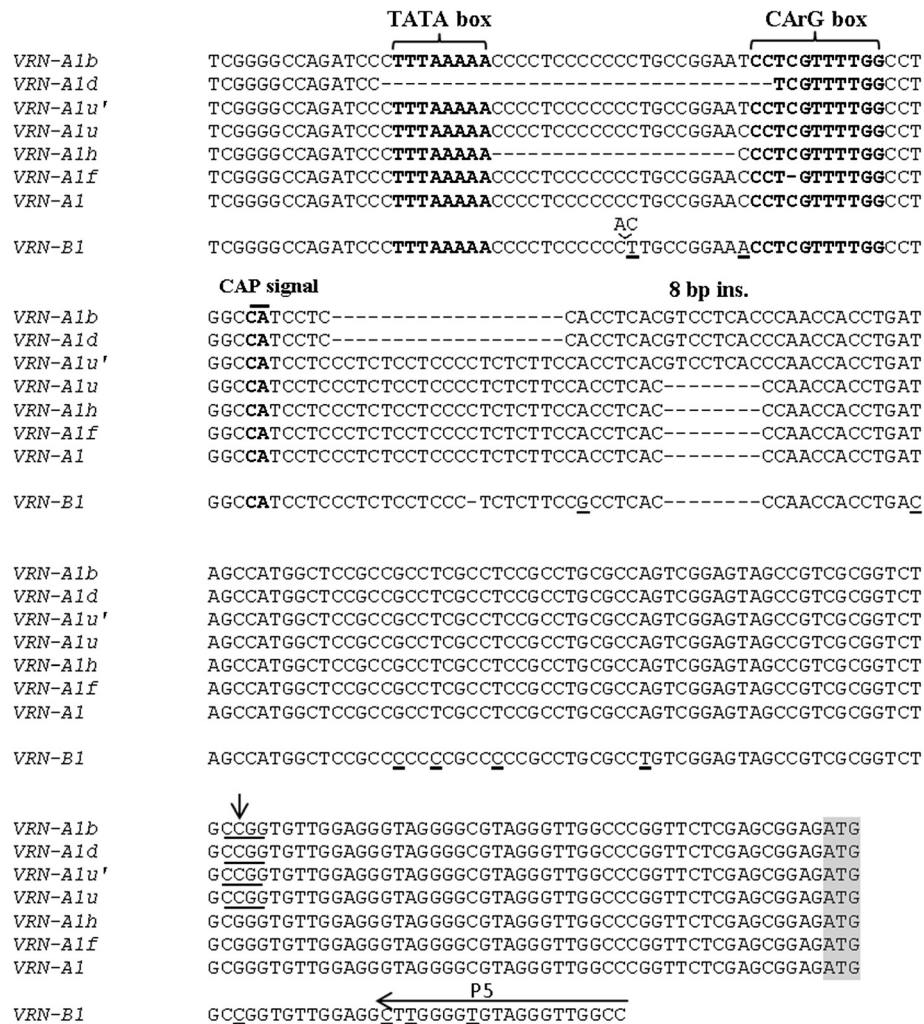 TATA box CArG box
VRN-A1b TCGGGGCCAGATCCCTTTAAAAACCCCTCCCCCCCTGCCGGAATCCTCGTTTTGGCCT
VRN-A1d TCGGGGCCAGATCC--------------------------------TCGTTTTGGCCT
VRN-A1u' TCGGGGCCAGATCCCTTTAAAAACCCCTCCCCCCCTGCCGGAATCCTCGTTTTGGCCT
VRN-A1u TCGGGGCCAGATCCCTTTAAAAACCCCTCCCCCCCTGCCGGAACCCTCGTTTTGGCCT
VRN-A1h TCGGGGCCAGATCCCTTTAAAAA--------------------CCCTCGTTTTGGCCT
VRN-A1f TCGGGGCCAGATCCCTTTAAAAACCCCTCCCCCCCTGCCGGAACCCT-GTTTTGGCCT
VRN-A1 TCGGGGCCAGATCCCTTTAAAAACCCCTCCCCCCCTGCCGGAACCCTCGTTTTGGCCT
AC
VRN-B1 TCGGGGCCAGATCCCTTTAAAAACCCCTCCCCCCTTGCCGGAAACCTCGTTTTGGCCT
CAP signal 8 bp ins.
VRN-A1b GGCCATCCTC-------------------CACCTCACGTCCTCACCCAACCACCTGAT
VRN-A1d GGCCATCCTC-------------------CACCTCACGTCCTCACCCAACCACCTGAT
VRN-A1u' GGCCATCCTCCCTCTCCTCCCCTCTCTTCCACCTCACGTCCTCACCCAACCACCTGAT
VRN-A1u GGCCATCCTCCCTCTCCTCCCCTCTCTTCCACCTCAC--------CCAACCACCTGAT
VRN-A1h GGCCATCCTCCCTCTCCTCCCCTCTCTTCCACCTCAC--------CCAACCACCTGAT
VRN-A1f GGCCATCCTCCCTCTCCTCCCCTCTCTTCCACCTCAC--------CCAACCACCTGAT
VRN-A1 GGCCATCCTCCCTCTCCTCCCCTCTCTTCCACCTCAC--------CCAACCACCTGAT
VRN-B1 GGCCATCCTCCCTCTCCTCCC-TCTCTTCCGCCTCAC--------CCAACCACCTGAC
VRN-A1b AGCCATGGCTCCGCCGCCTCGCCTCCGCCTGCGCCAGTCGGAGTAGCCGTCGCGGTCT
VRN-A1d AGCCATGGCTCCGCCGCCTCGCCTCCGCCTGCGCCAGTCGGAGTAGCCGTCGCGGTCT
VRN-A1u' AGCCATGGCTCCGCCGCCTCGCCTCCGCCTGCGCCAGTCGGAGTAGCCGTCGCGGTCT
VRN-A1u AGCCATGGCTCCGCCGCCTCGCCTCCGCCTGCGCCAGTCGGAGTAGCCGTCGCGGTCT
VRN-A1h AGCCATGGCTCCGCCGCCTCGCCTCCGCCTGCGCCAGTCGGAGTAGCCGTCGCGGTCT
VRN-A1f AGCCATGGCTCCGCCGCCTCGCCTCCGCCTGCGCCAGTCGGAGTAGCCGTCGCGGTCT
VRN-A1 AGCCATGGCTCCGCCGCCTCGCCTCCGCCTGCGCCAGTCGGAGTAGCCGTCGCGGTCT
VRN-B1 AGCCATGGCTCCGCCCCCCCGCCCCCGCCTGCGCCTGTCGGAGTAGCCGTCGCGGTCT
VRN-A1b GCCGGTGTTGGAGGGTAGGGGCGTAGGGTTGGCCCGGTTCTCGAGCGGAGATG
VRN-A1d GCCGGTGTTGGAGGGTAGGGGCGTAGGGTTGGCCCGGTTCTCGAGCGGAGATG
VRN-A1u' GCCGGTGTTGGAGGGTAGGGGCGTAGGGTTGGCCCGGTTCTCGAGCGGAGATG
VRN-A1u GCCGGTGTTGGAGGGTAGGGGCGTAGGGTTGGCCCGGTTCTCGAGCGGAGATG
VRN-A1h GCGGGTGTTGGAGGGTAGGGGCGTAGGGTTGGCCCGGTTCTCGAGCGGAGATG
VRN-A1f GCGGGTGTTGGAGGGTAGGGGCGTAGGGTTGGCCCGGTTCTCGAGCGGAGATG
VRN-A1 GCGGGTGTTGGAGGGTAGGGGCGTAGGGTTGGCCCGGTTCTCGAGCGGAGATG
P5
VRN-B1 GCCGGTGTTGGAGGCTTGGGGTGTAGGGTTGGCC